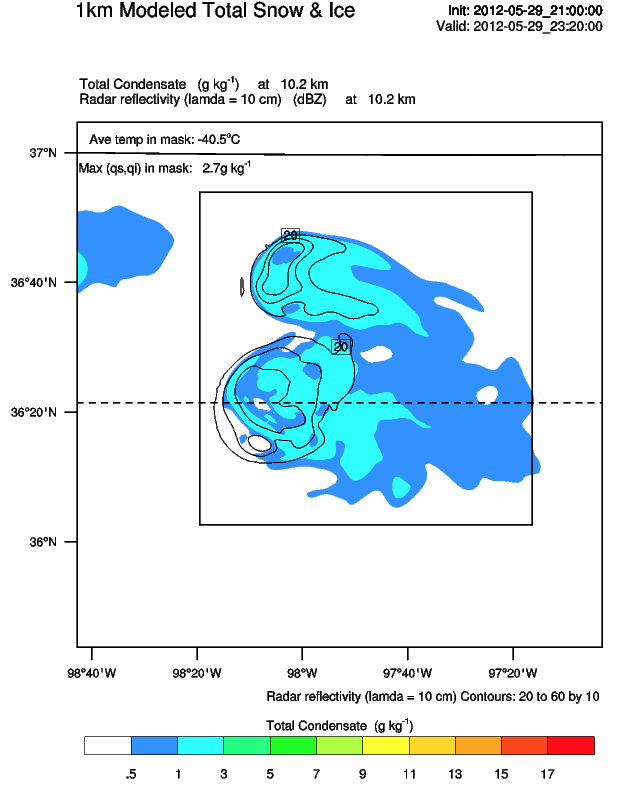 1km Modeled Total Snow & Ice
Init: 2012-05-29_21:00:00
Valid: 2012-05-29_23:20:00
Total Condensate (g kg⁻¹) at 10.2 km
Radar reflectivity (lamda = 10 cm) (dBZ) at 10.2 km
Ave temp in mask: -40.5°C
37°N
Max (qs,qi) in mask: 2.7g kg⁻¹
20
36°40'N
20
36°20'N
36°N
98°40'W 98°20'W 98°W 97°40'W 97°20'W
Radar reflectivity (lamda = 10 cm) Contours: 20 to 60 by 10
Total Condensate (g kg⁻¹)
.5 1 3 5 7 9 11 13 15 17